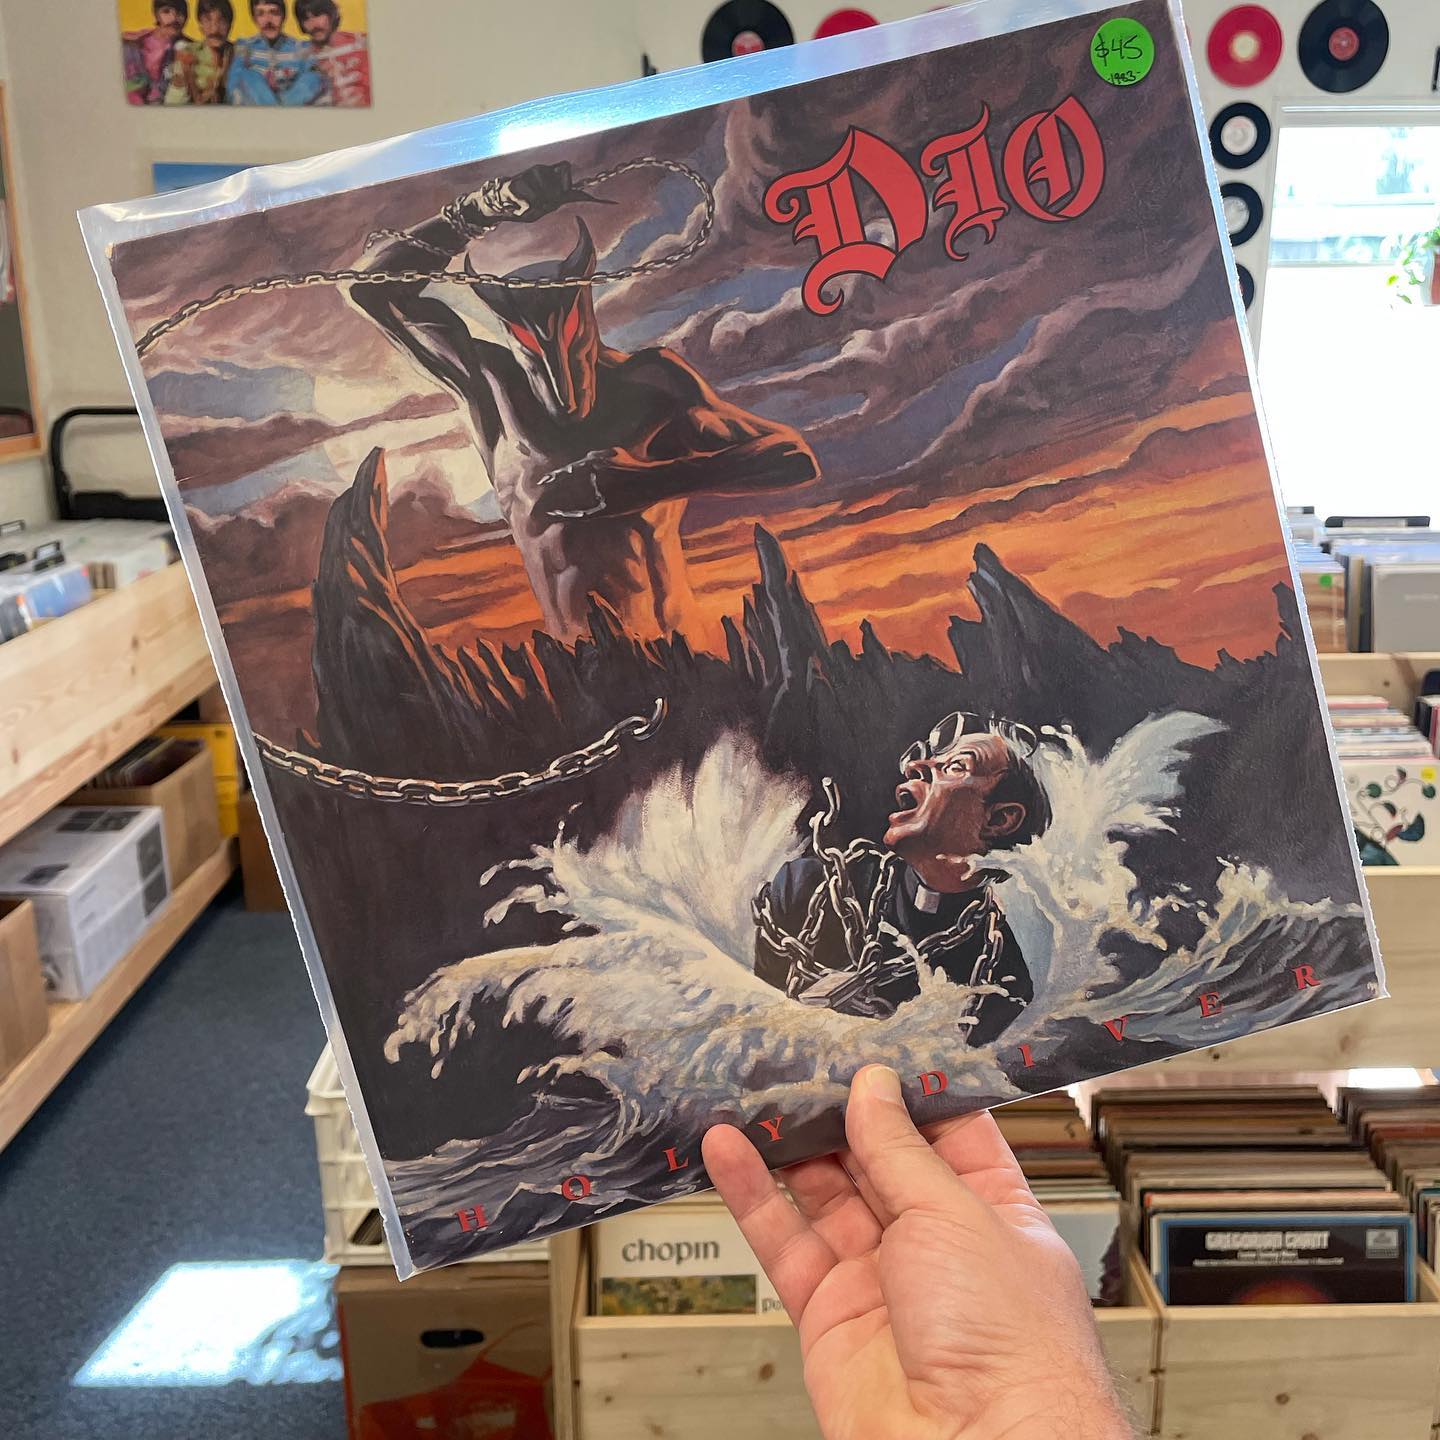 $45
-1983-
DIO
HOLY DIVER
chopin
GREGORIAN CHANT